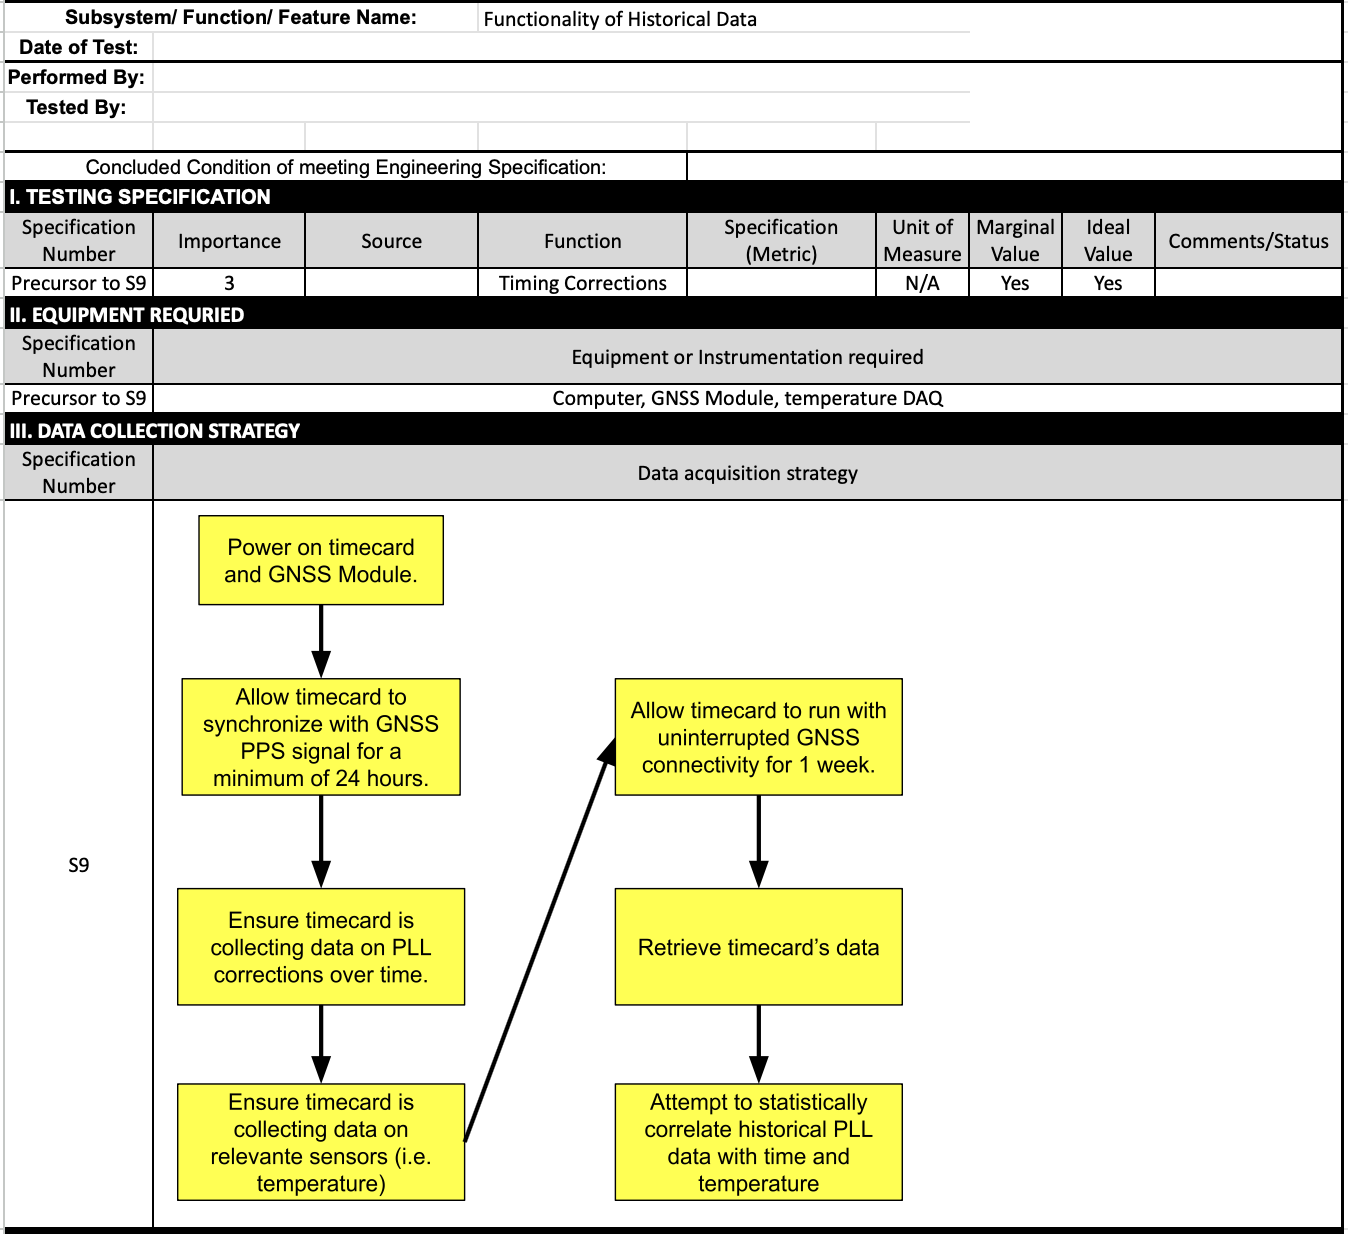 Subsystem/ Function/ Feature Name:
Functionality of Historical Data
Date of Test:
Performed By:
Tested By:
Concluded Condition of meeting Engineering Specification:
I. TESTING SPECIFICATION
Specification
Number
Importance
Source
Function
Specification
(Metric)
Unit of
Measure
Marginal
Value
Ideal
Value
Comments/Status
Precursor to S9
3
Timing Corrections
N/A
Yes
Yes
II. EQUIPMENT REQURIED
Specification
Number
Equipment or Instrumentation required
Precursor to S9
Computer, GNSS Module, temperature DAQ
III. DATA COLLECTION STRATEGY
Specification
Number
Data acquisition strategy
S9
Power on timecard
and GNSS Module.
Allow timecard to
synchronize with GNSS
PPS signal for a
minimum of 24 hours.
Ensure timecard is
collecting data on PLL
corrections over time.
Ensure timecard is
collecting data on
relevante sensors (i.e.
temperature)
Allow timecard to run with
uninterrupted GNSS
connectivity for 1 week.
Retrieve timecard’s data
Attempt to statistically
correlate historical PLL
data with time and
temperature